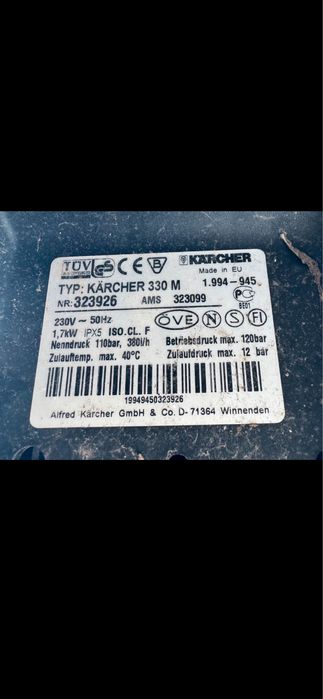 TÜV GS CE B KÄRCHER
Made in EU
TYP: KÄRCHER 330 M 1.994-945
NR: 323926 AMS 323099
BE01
230V ~ 50Hz
1,7kW IPX5 ISO.CL. F ÖVE N S FI
Nenndruck 110bar, 380l/h Betriebsdruck max. 120bar
Zulauftemp. max. 40°C Zulaufdruck max. 12 bar
19949450323926
Alfred Kärcher GmbH & Co. D-71364 Winnenden